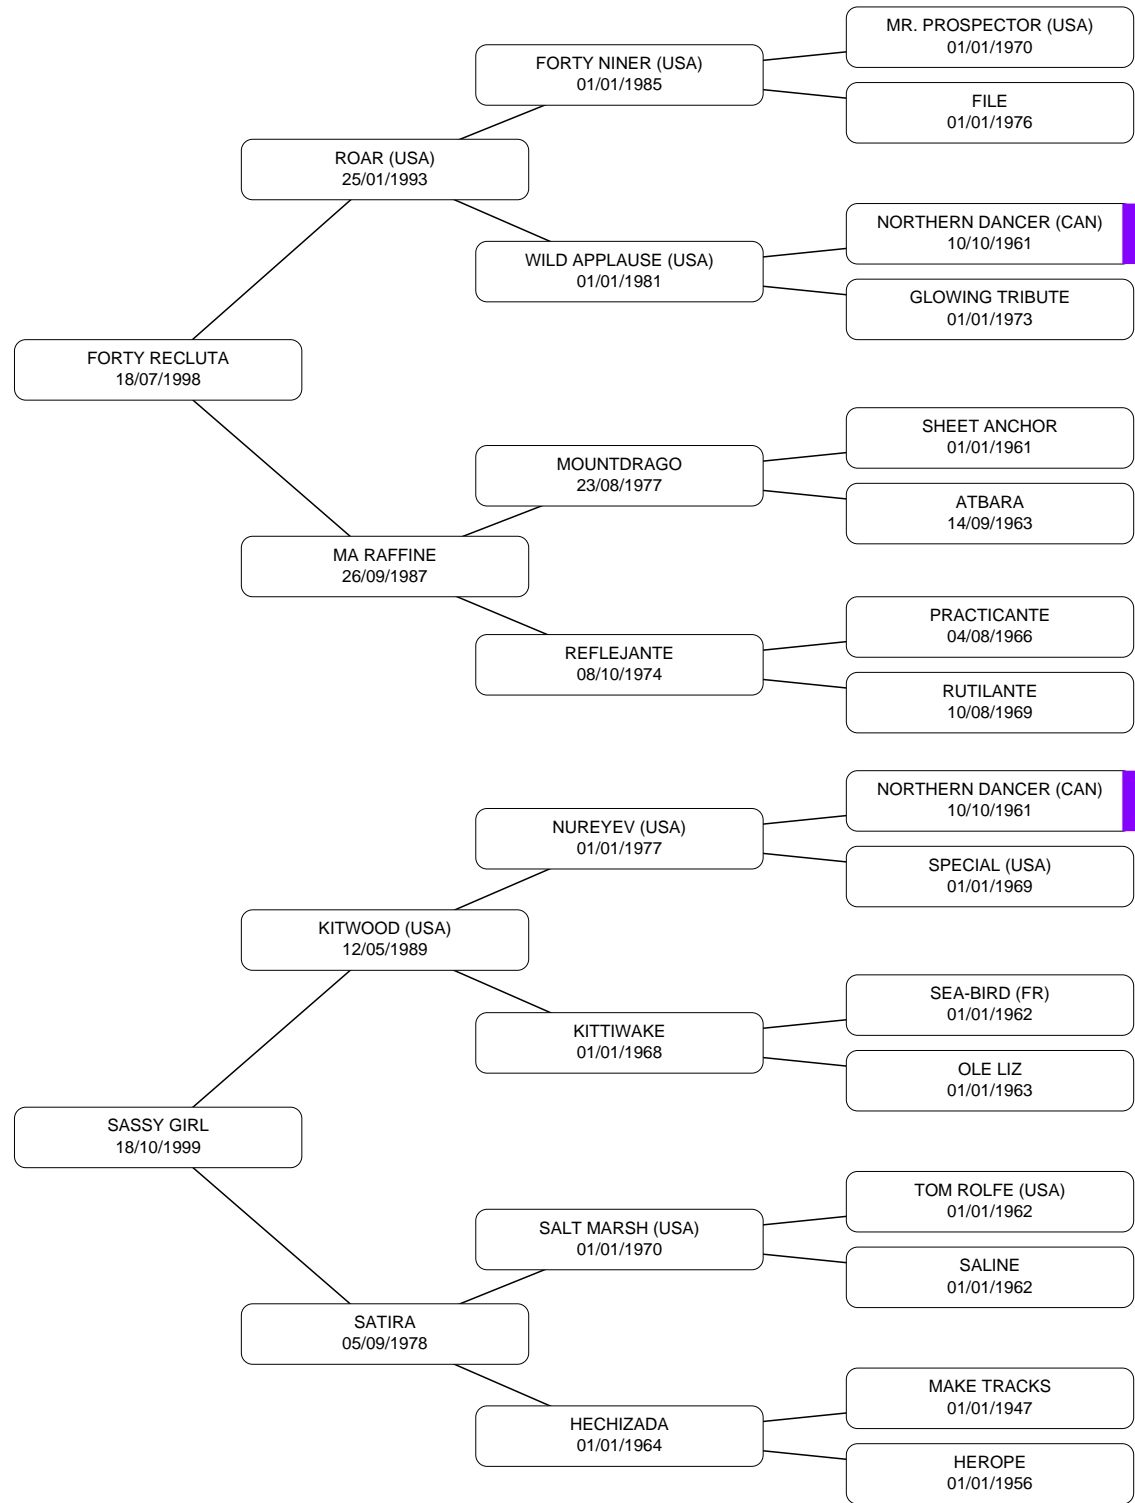 MR. PROSPECTOR (USA)
01/01/1970
FORTY NINER (USA)
01/01/1985
FILE
01/01/1976
ROAR (USA)
25/01/1993
NORTHERN DANCER (CAN)
10/10/1961
WILD APPLAUSE (USA)
01/01/1981
GLOWING TRIBUTE
01/01/1973
FORTY RECLUTA
18/07/1998
SHEET ANCHOR
01/01/1961
MOUNTDRAGO
23/08/1977
ATBARA
14/09/1963
MA RAFFINE
26/09/1987
PRACTICANTE
04/08/1966
REFLEJANTE
08/10/1974
RUTILANTE
10/08/1969
NORTHERN DANCER (CAN)
10/10/1961
NUREYEV (USA)
01/01/1977
SPECIAL (USA)
01/01/1969
KITWOOD (USA)
12/05/1989
SEA-BIRD (FR)
01/01/1962
KITTIWAKE
01/01/1968
OLE LIZ
01/01/1963
SASSY GIRL
18/10/1999
TOM ROLFE (USA)
01/01/1962
SALT MARSH (USA)
01/01/1970
SALINE
01/01/1962
SATIRA
05/09/1978
MAKE TRACKS
01/01/1947
HECHIZADA
01/01/1964
HEROPE
01/01/1956